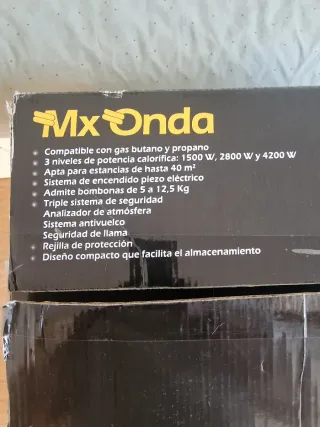 Mx Onda
• Compatible con gas butano y propano
• 3 niveles de potencia calorífica: 1500 W, 2800 W y 4200 W
• Apta para estancias de hasta 40 m²
• Sistema de encendido piezo eléctrico
• Admite bombonas de 5 a 12,5 Kg
• Triple sistema de seguridad
Analizador de atmósfera
Sistema antivuelco
Seguridad de llama
• Rejilla de protección
• Diseño compacto que facilita el almacenamiento